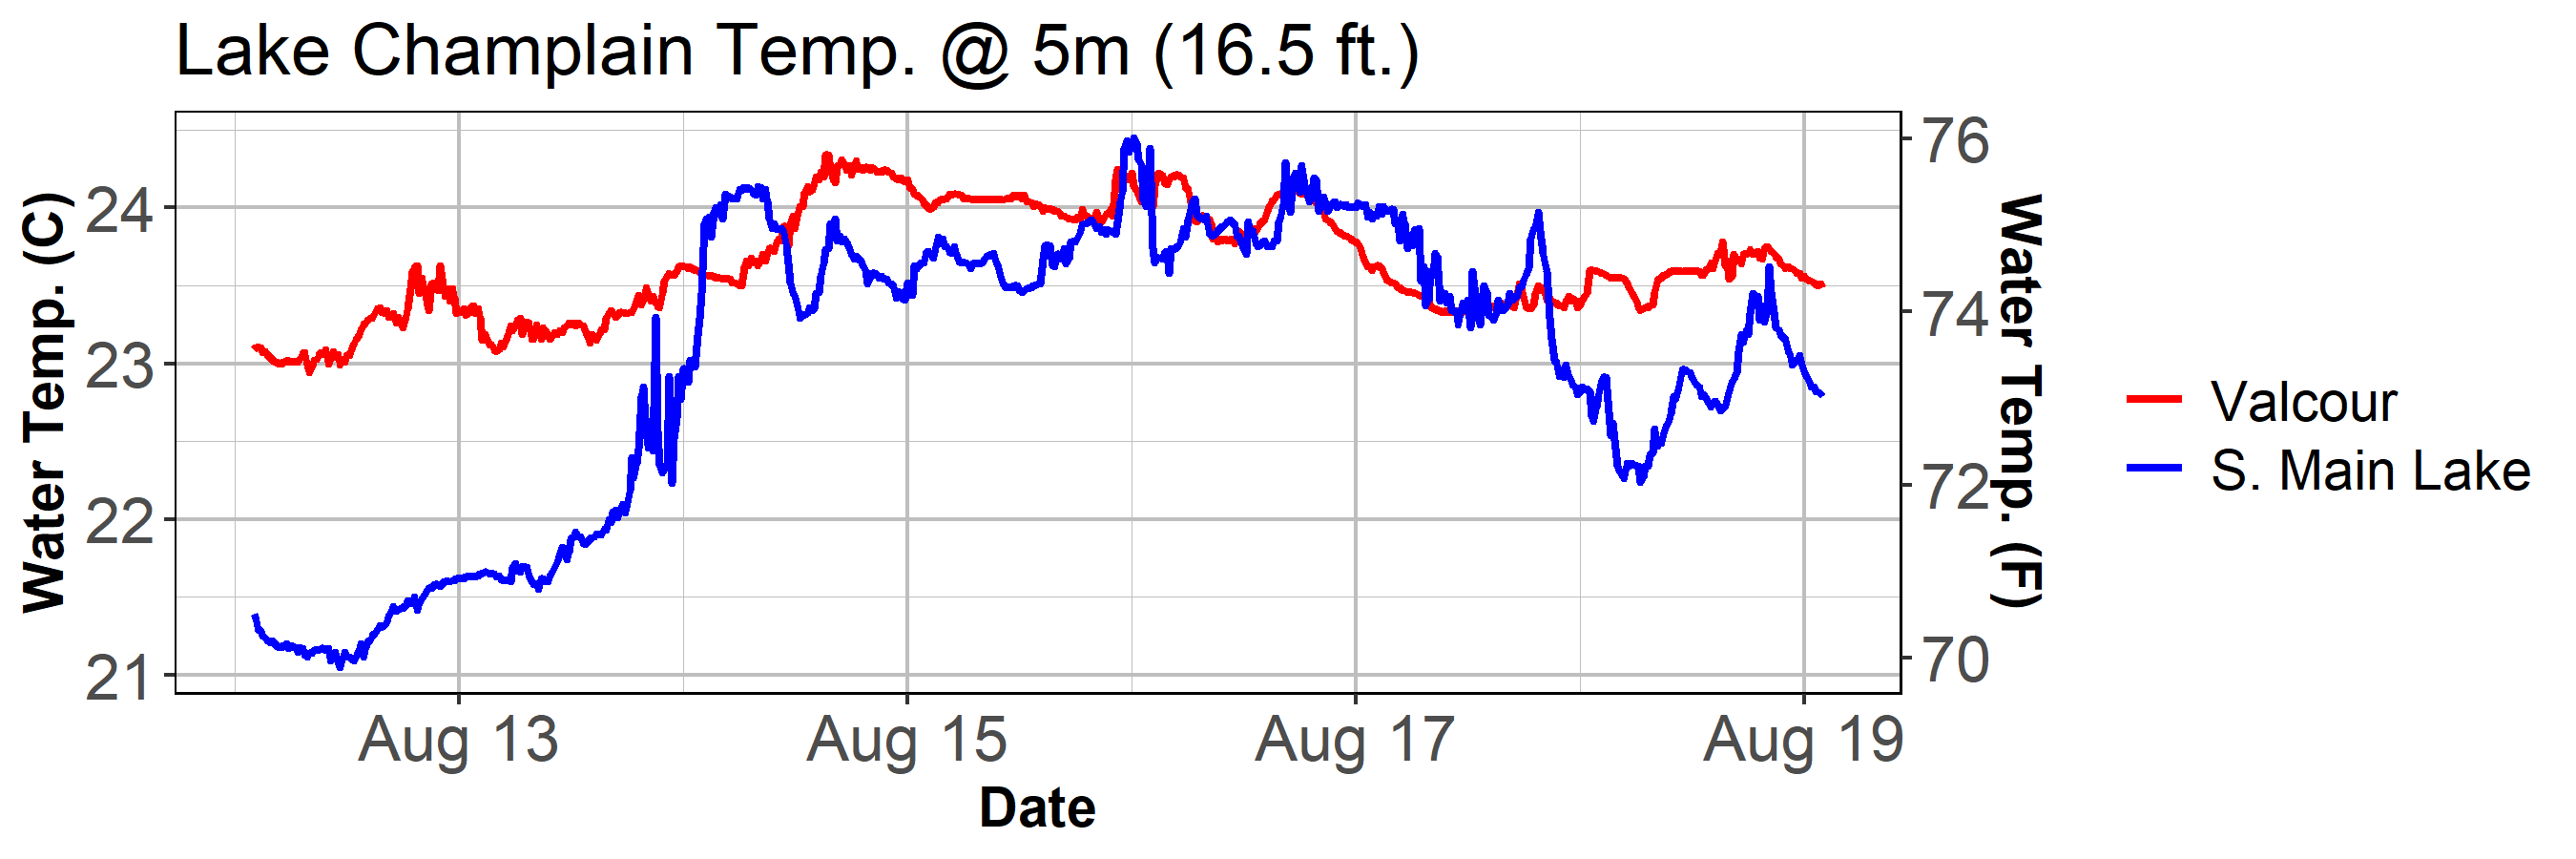 Lake Champlain Temp. @ 5m (16.5 ft.)
Water Temp. (C)
24
23
22
21
76
74
72
70
Water Temp. (F)
Aug 13 Aug 15 Aug 17 Aug 19
Date
Valcour
S. Main Lake